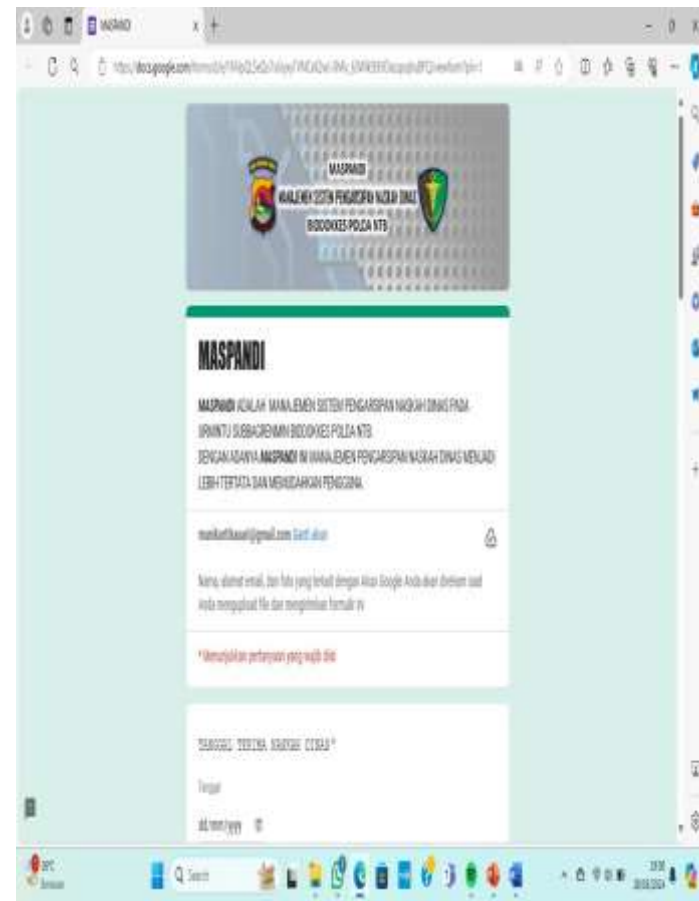 MASPANDI
MASPANDI
MANAJEMEN SISTEM PENGARSIPAN NASKAH DINAS
BIDDOKKES POLDA NTB
MASPANDI
MASPANDI ADALAH MANAJEMEN SISTEM PENGARSIPAN NASKAH DINAS PADA
URMINTU SUBBAGRENMIN BIDDOKKES POLDA NTB.
DENGAN ADANYA MASPANDI INI MANAJEMEN PENGARSIPAN NASKAH DINAS MENJADI
LEBIH TERTATA DAN MEMUDAHKAN PENGGUNA.
Ganti akun
Nama, alamat email, dan foto yang terkait dengan Akun Google Anda akan direkam saat
Anda mengupload file dan mengirimkan formulir ini
* Menunjukkan pertanyaan yang wajib diisi
TANGGAL TERIMA NASKAH DINAS *
Tanggal
dd/mm/yyyy
Search